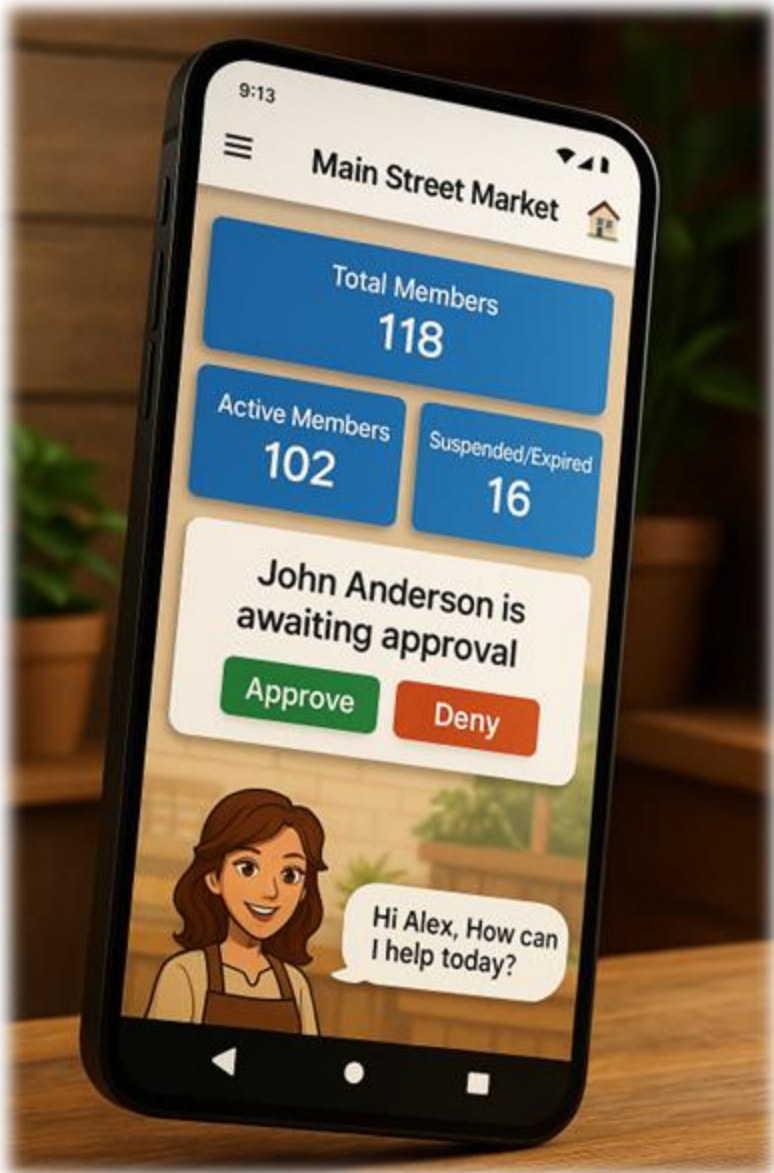 9:13
Main Street Market
Total Members
118
Active Members
102
Suspended/Expired
16
John Anderson is
awaiting approval
Approve
Deny
Hi Alex, How can
I help today?